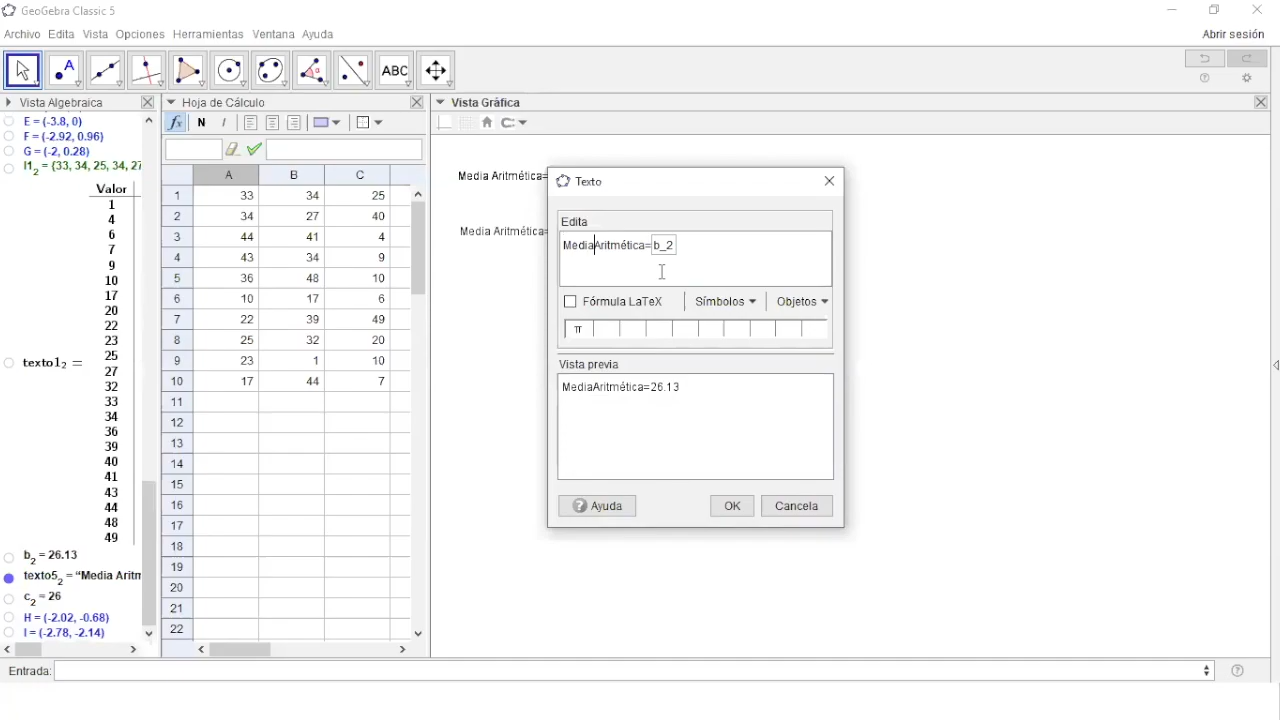 GeoGebra Classic 5
Archivo Edita Vista Opciones Herramientas Ventana Ayuda
Abrir sesión
A
ABC
Vista Algebraica
Hoja de Cálculo
Vista Gráfica
fx N I
E = (-3.8, 0)
F = (-2.92, 0.96)
G = (-2, 0.28)
l1₂ = {33, 34, 25, 34, 27
Valor
1
4
6
7
9
10
17
20
22
23
25
27
32
33
34
36
39
40
41
43
44
48
49
texto1₂ =
b₂ = 26.13
texto5₂ = “Media Aritm
c₂ = 26
H = (-2.02, -0.68)
I = (-2.78, -2.14)
A B C
1 33 34 25
2 34 27 40
3 44 41 4
4 43 34 9
5 36 48 10
6 10 17 6
7 22 39 49
8 25 32 20
9 23 1 10
10 17 44 7
11
12
13
14
15
16
17
18
19
20
21
22
Media Aritmética=
Media Aritmética=
Texto
Edita
MediaAritmética= b_2
Fórmula LaTeX Símbolos Objetos
π
Vista previa
MediaAritmética=26.13
? Ayuda OK Cancela
Entrada: